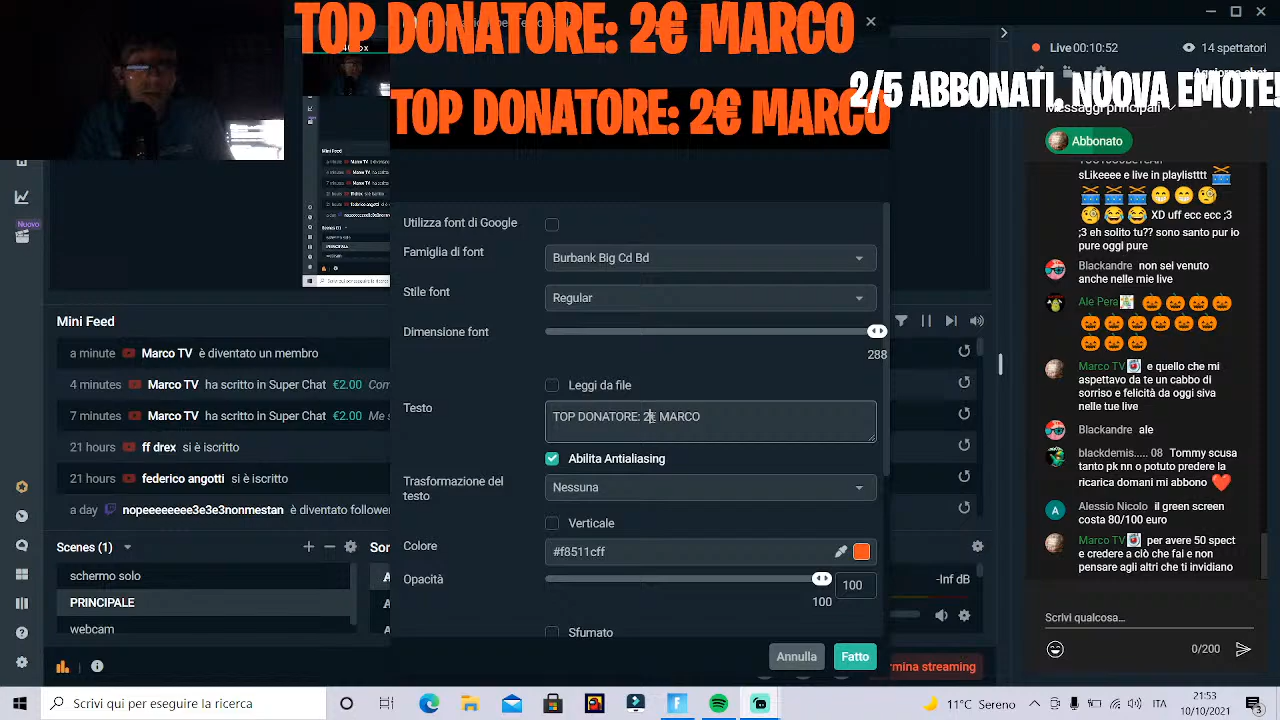 TOP DONATORE: 2€ MARCO
TOP DONATORE: 2€ MARCO
2/5 ABBONATI, NUOVA EMOTE
Live 00:10:52
14 spettatori
Messaggi principali
Abbonato
sLikeeee e live in playlistttt
XD uff ecc ecc ;3
;3 eh solito tu?? sono samu pur lo
pure oggi pure
Blackandre non sei venuto
anche nelle mie live
Ale Pera
Marco TV e quello che mi
aspettavo da te un cabbo di
sorriso e felicita ogni siva
nelle tue live
Blackandre ale
blackdemis..... 08 Tommy scusa
tanto pk nn o potuto predere la
ricarica domani mi abbono
Alessio Nicolo il green screen
costa 80/100 euro
Marco TV per avere 50 spect
e credere a ciò che fai e non
pensare agli altri che ti invidiano
Scrivi qualcosa...
0/200
Utilizza font di Google
Famiglia di font
Burbank Big Cd Bd
Stile font
Regular
Dimensione font
288
Leggi da file
Testo
TOP DONATORE: 2€ MARCO
Abilita Antialiasing
Trasformazione del
testo
Nessuna
Verticale
Colore
#f8511cff
Opacità
100
100
Sfumato
Annulla
Fatto
rmina streaming
-Inf dB
Nuovo
Mini Feed
a minute Marco TV è diventato un membro
4 minutes Marco TV ha scritto in Super Chat €2.00
7 minutes Marco TV ha scritto in Super Chat €2.00
21 hours ff drex si è iscritto
21 hours federico angotti si è iscritto
a day nopeeeeeeee3e3e3nonmestan è diventato follower
Scenes (1)
schermo solo
PRINCIPALE
webcam
Mini Feed
scrivi qui per eseguire la ricerca
11°C Sereno
21:53
10/10/2021
3